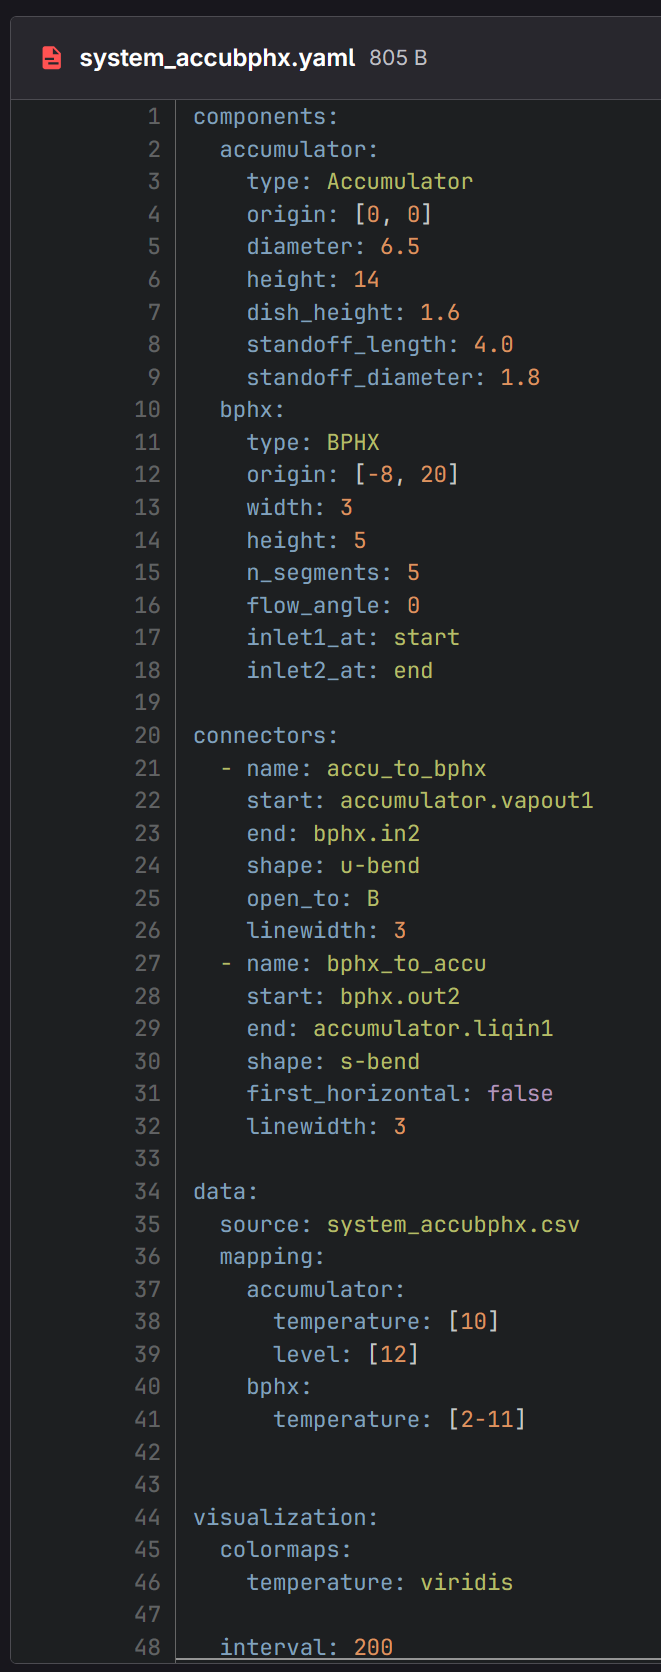 system_accubphx.yaml 805 B
1 components:
2   accumulator:
3     type: Accumulator
4     origin: [0, 0]
5     diameter: 6.5
6     height: 14
7     dish_height: 1.6
8     standoff_length: 4.0
9     standoff_diameter: 1.8
10   bphx:
11     type: BPHX
12     origin: [-8, 20]
13     width: 3
14     height: 5
15     n_segments: 5
16     flow_angle: 0
17     inlet1_at: start
18     inlet2_at: end
19
20 connectors:
21   - name: accu_to_bphx
22     start: accumulator.vapout1
23     end: bphx.in2
24     shape: u-bend
25     open_to: B
26     linewidth: 3
27   - name: bphx_to_accu
28     start: bphx.out2
29     end: accumulator.liqin1
30     shape: s-bend
31     first_horizontal: false
32     linewidth: 3
33
34 data:
35   source: system_accubphx.csv
36   mapping:
37     accumulator:
38       temperature: [10]
39       level: [12]
40     bphx:
41       temperature: [2-11]
42
43
44 visualization:
45   colormaps:
46     temperature: viridis
47
48   interval: 200